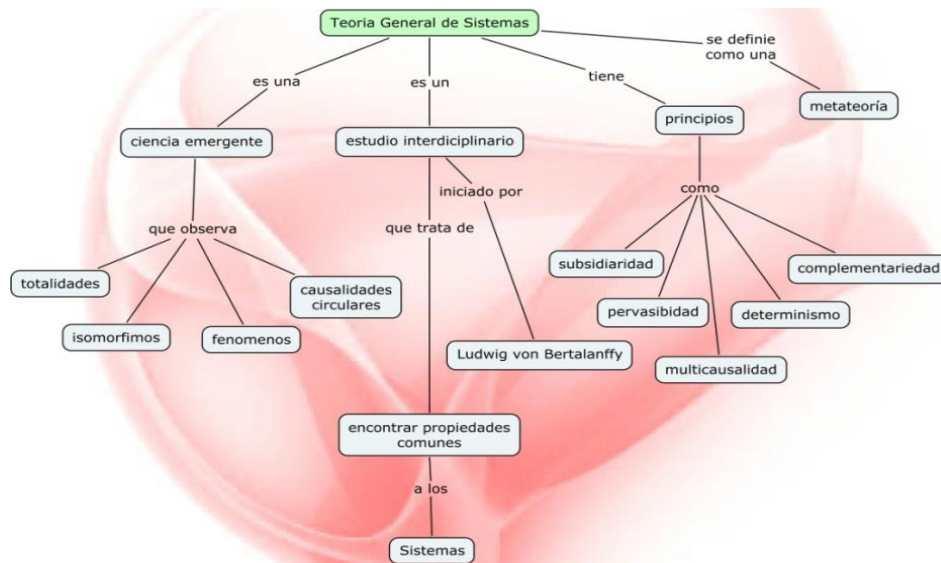 Teoria General de Sistemas
se definie
como una
es una
es un
tiene
metateoría
ciencia emergente
estudio interdiciplinario
principios
iniciado por
como
que observa
que trata de
subsidiaridad
complementariedad
totalidades
causalidades
circulares
pervasibidad
determinismo
isomorfimos
fenomenos
Ludwig von Bertalanffy
multicausalidad
encontrar propiedades
comunes
a los
Sistemas